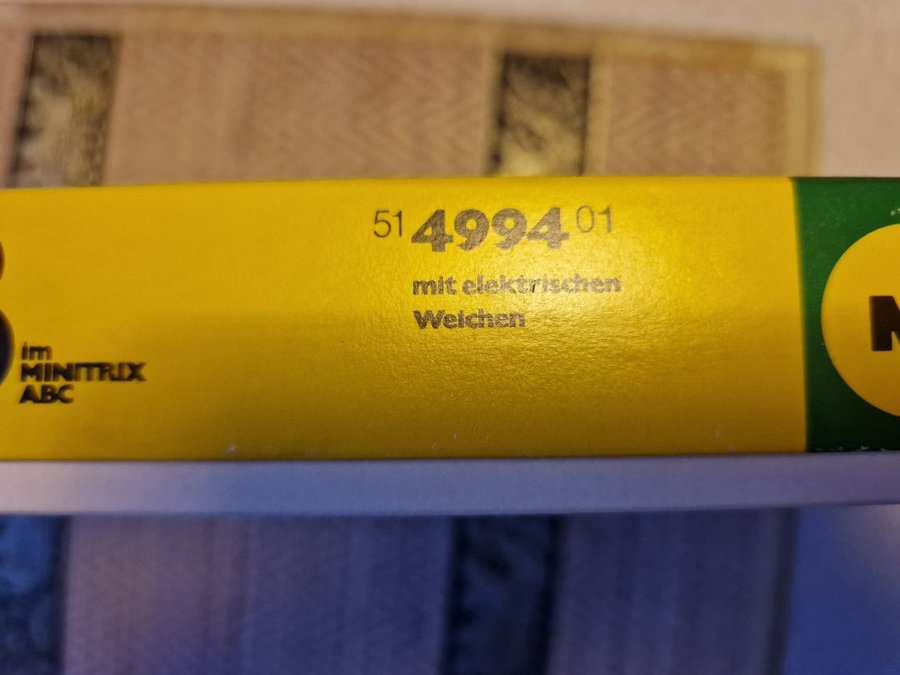 51 4994 01
mit elektrischen
Weichen
im
MINITRIX
ABC